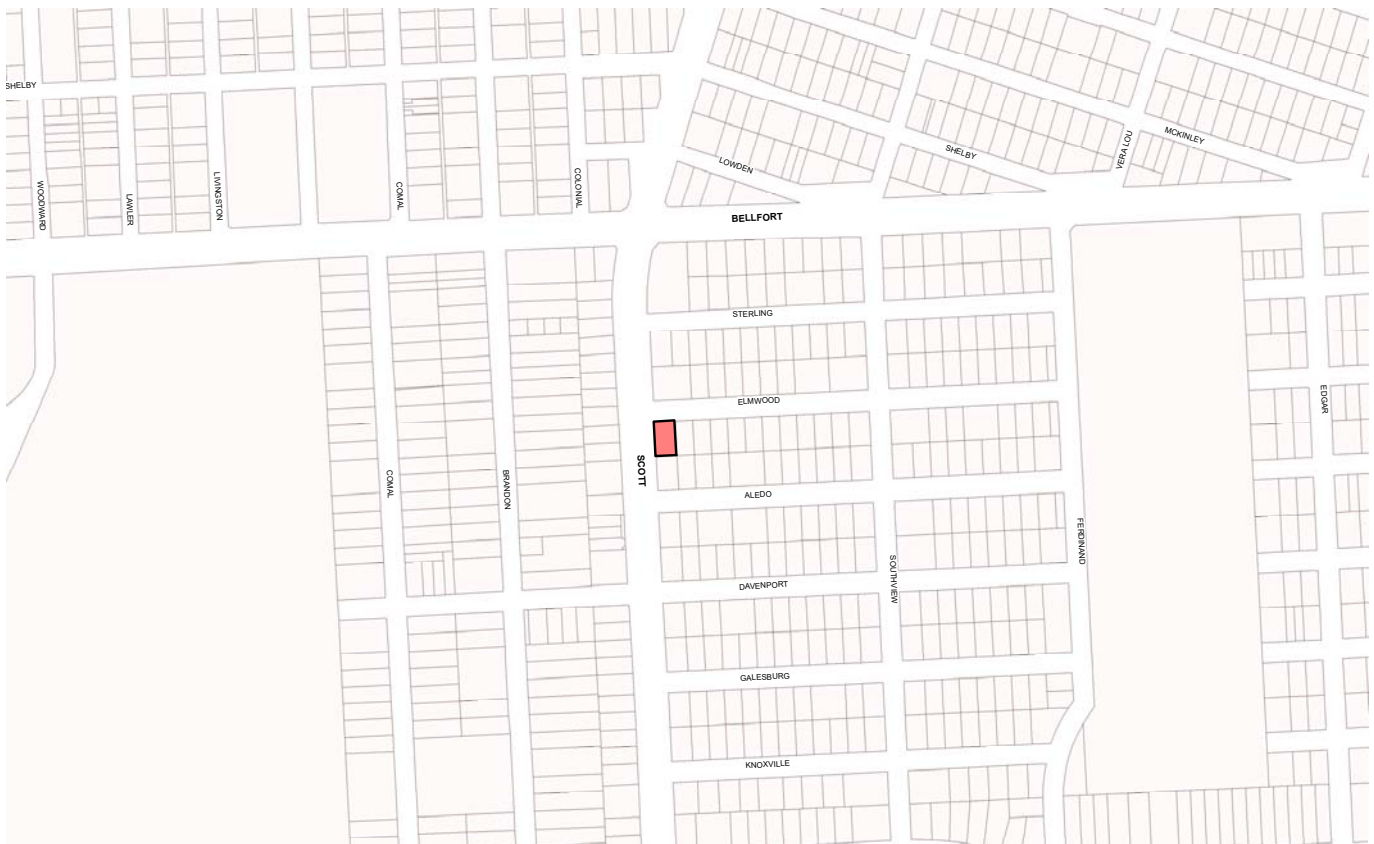 SHELBY
MCKINLEY
VERA LOU
SHELBY
LOWDEN
WOODWARD
LAWLER
LIVINGSTON
COMAL
COLONIAL
BELLFORT
STERLING
ELMWOOD
EDGAR
SCOTT
COMAL
BRANDON
ALEDO
FERDINAND
SOUTHVIEW
DAVENPORT
GALESBURG
KNOXVILLE